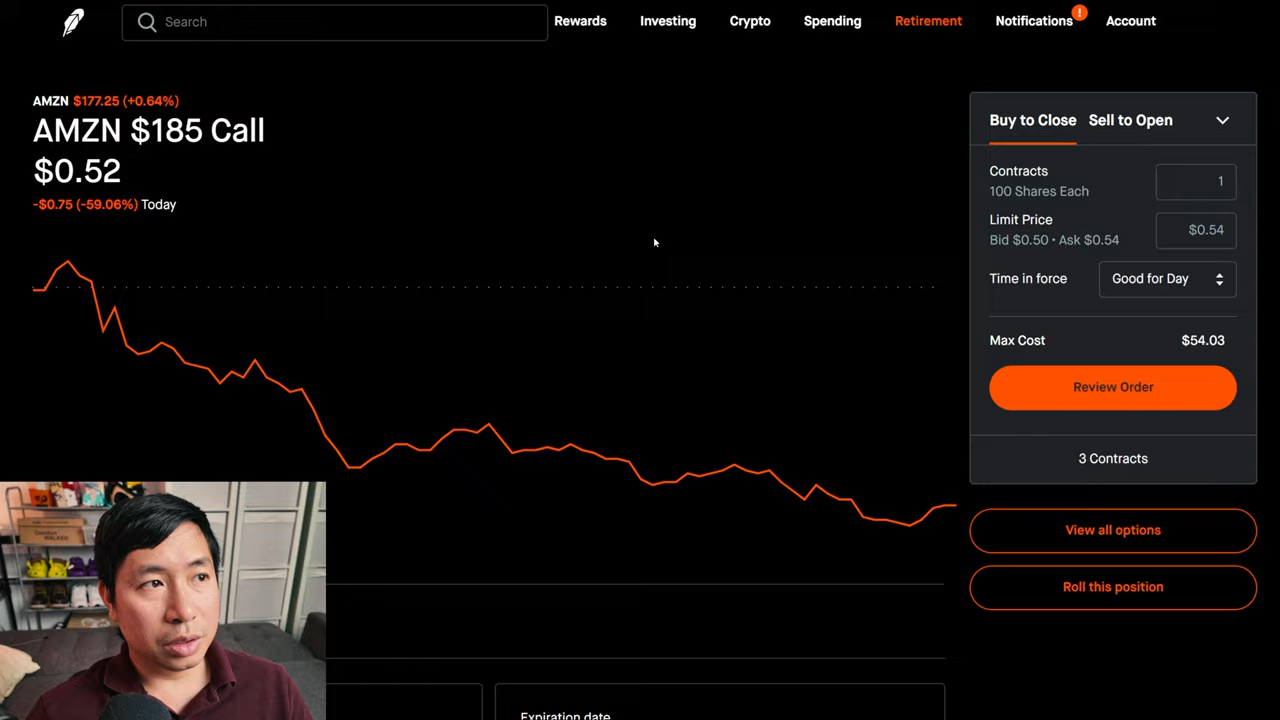 Search
Rewards
Investing
Crypto
Spending
Retirement
Notifications
!
Account
AMZN $177.25 (+0.64%)
AMZN $185 Call
$0.52
-$0.75 (-59.06%) Today
Buy to Close
Sell to Open
Contracts
100 Shares Each
1
Limit Price
Bid $0.50 • Ask $0.54
$0.54
Time in force
Good for Day
Max Cost
$54.03
Review Order
3 Contracts
View all options
Roll this position
Expiration date
WALKER